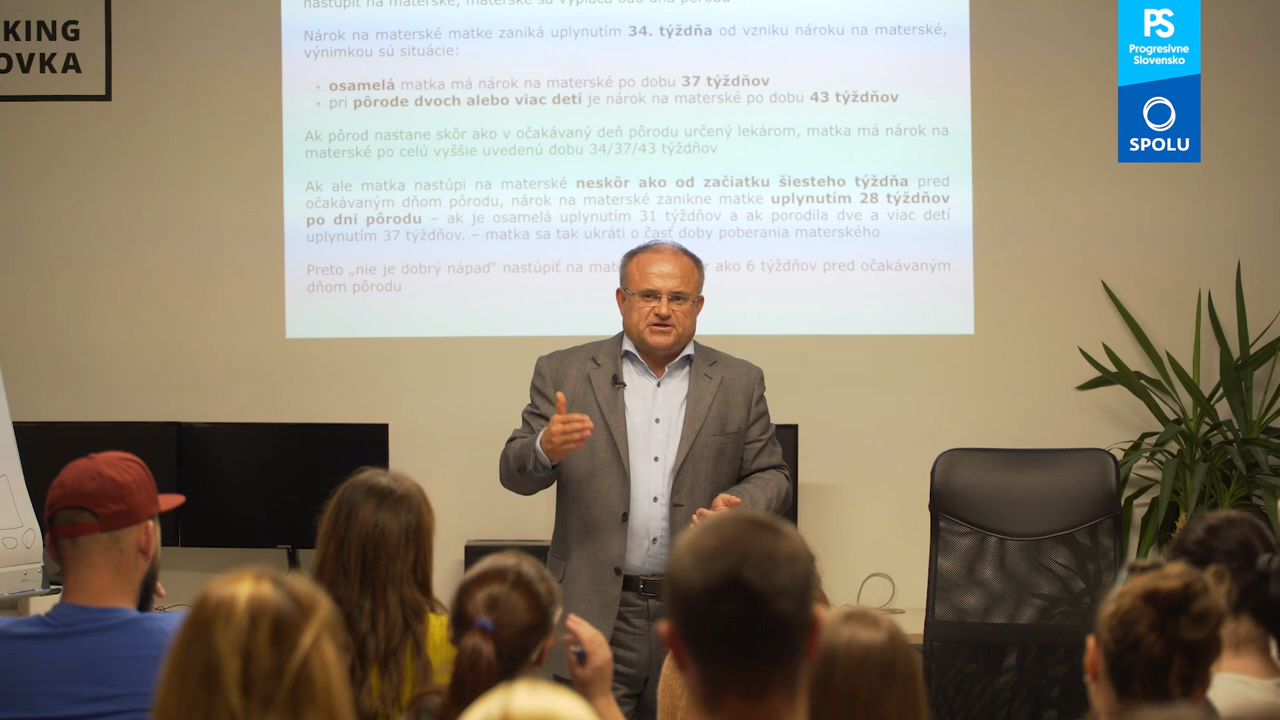 KING
OVKA
nastúpiť na materské, materské sa vypláca odo dňa pôrodu
Nárok na materské matke zaniká uplynutím 34. týždňa od vzniku nároku na materské,
výnimkou sú situácie:
• osamelá matka má nárok na materské po dobu 37 týždňov
• pri pôrode dvoch alebo viac detí je nárok na materské po dobu 43 týždňov
Ak pôrod nastane skôr ako v očakávaný deň pôrodu určený lekárom, matka má nárok na
materské po celú vyššie uvedenú dobu 34/37/43 týždňov
Ak ale matka nastúpi na materské neskôr ako od začiatku šiesteho týždňa pred
očakávaným dňom pôrodu, nárok na materské zanikne matke uplynutím 28 týždňov
po dni pôrodu – ak je osamelá uplynutím 31 týždňov a ak porodila dve a viac detí
uplynutím 37 týždňov. – matka sa tak ukráti o časť doby poberania materského
Preto „nie je dobrý nápad" nastúpiť na mat r ako 6 týždňov pred očakávaným
dňom pôrodu
PS
Progresívne
Slovensko
SPOLU